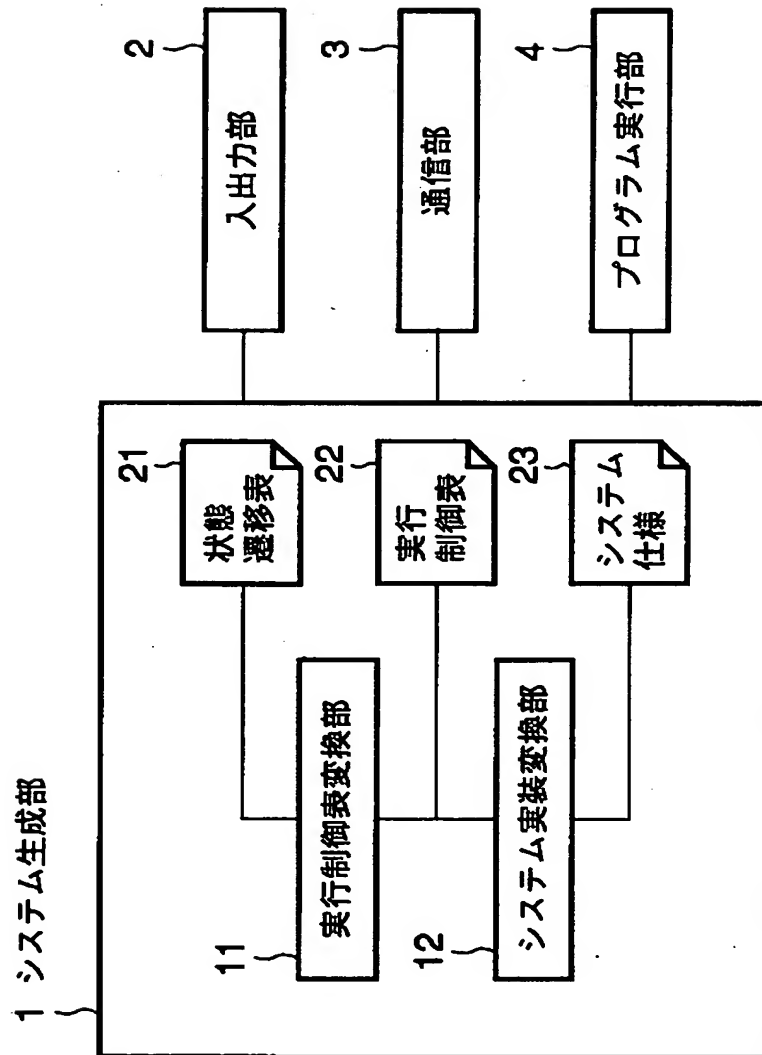 1 システム生成部
11
実行制御表変換部
12
システム実装変換部
21
状態
遷移表
22
実行
制御表
23
システム
仕様
2
入出力部
3
通信部
4
プログラム実行部